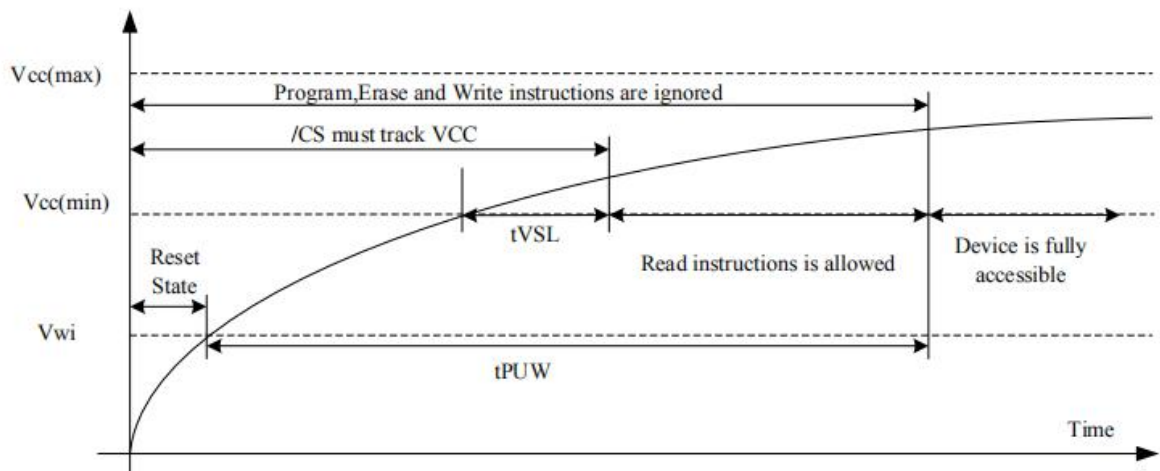 Vcc(max)
Program,Erase and Write instructions are ignored
/CS must track VCC
Vcc(min)
tVSL
Reset
State
Read instructions is allowed
Device is fully
accessible
Vwi
tPUW
Time